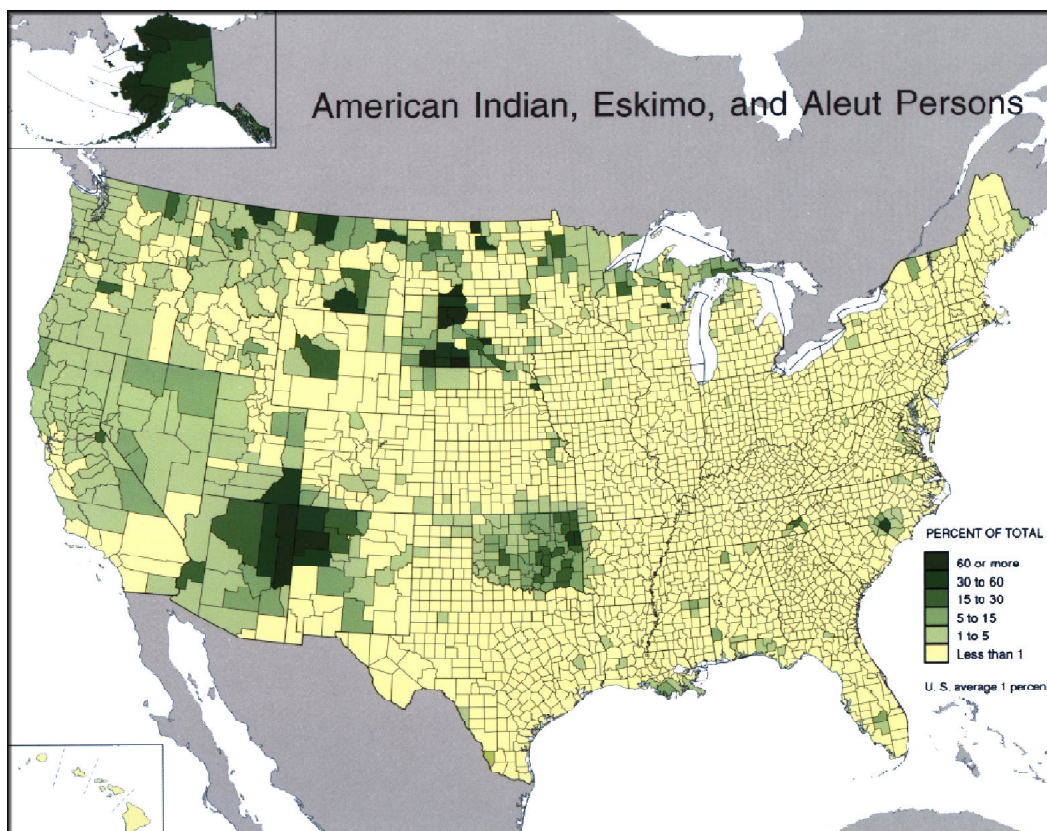 American Indian, Eskimo, and Aleut Persons
PERCENT OF TOTAL
60 or more
30 to 60
15 to 30
5 to 15
1 to 5
Less than 1
U. S. average 1 percen